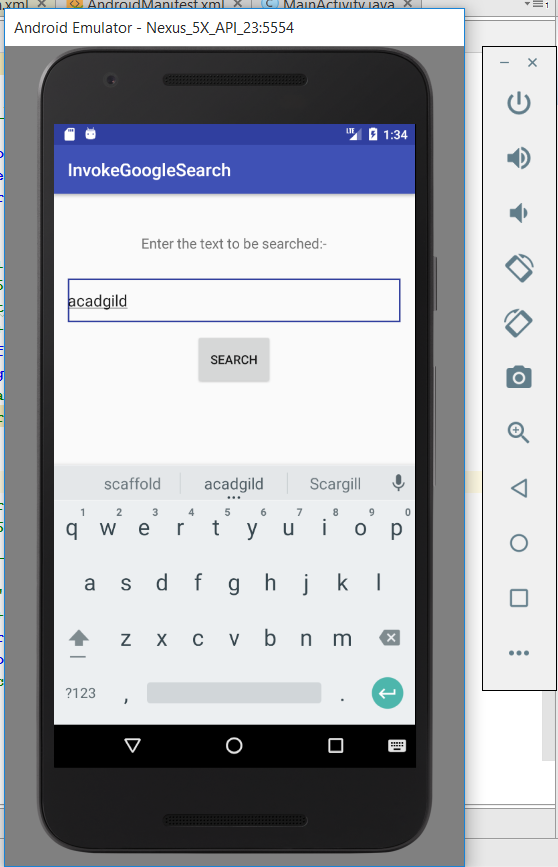 .xml AndroidManifest.xml MainActivity.java
Android Emulator - Nexus_5X_API_23:5554
LTE 1:34
InvokeGoogleSearch
Enter the text to be searched:-
acadgild
SEARCH
scaffold acadgild Scargill
1 2 3 4 5 6 7 8 9 0
q w e r t y u i o p
a s d f g h j k l
z x c v b n m
?123 , .